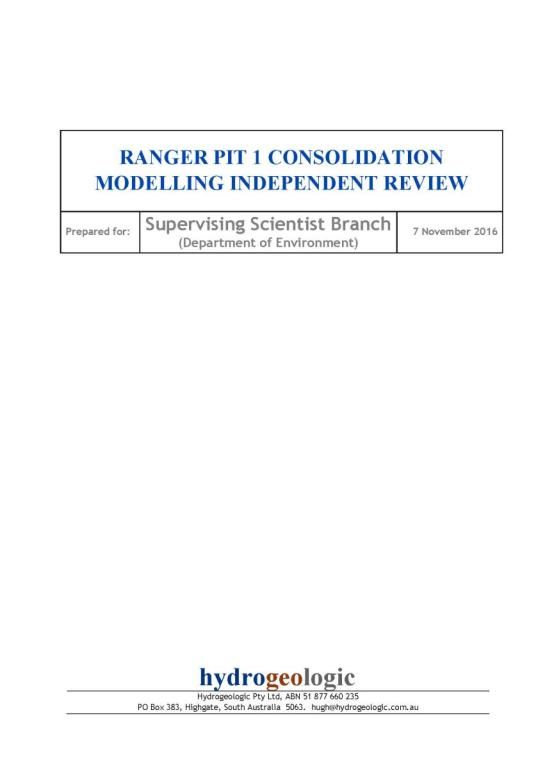 RANGER PIT 1 CONSOLIDATION
MODELLING INDEPENDENT REVIEW
Prepared for:
Supervising Scientist Branch
(Department of Environment)
7 November 2016
hydrogeologic
Hydrogeologic Pty Ltd, ABN 51 877 660 235
PO Box 383, Highgate, South Australia 5063. hugh@hydrogeologic.com.au